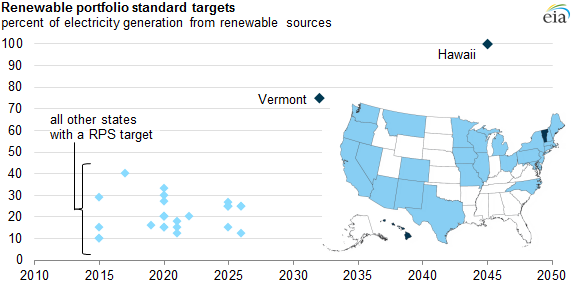 Renewable portfolio standard targets
percent of electricity generation from renewable sources
eia
100
90
80
70
60
50
40
30
20
10
0
Hawaii
Vermont
all other states
with a RPS target
2010 2015 2020 2025 2030 2035 2040 2045 2050